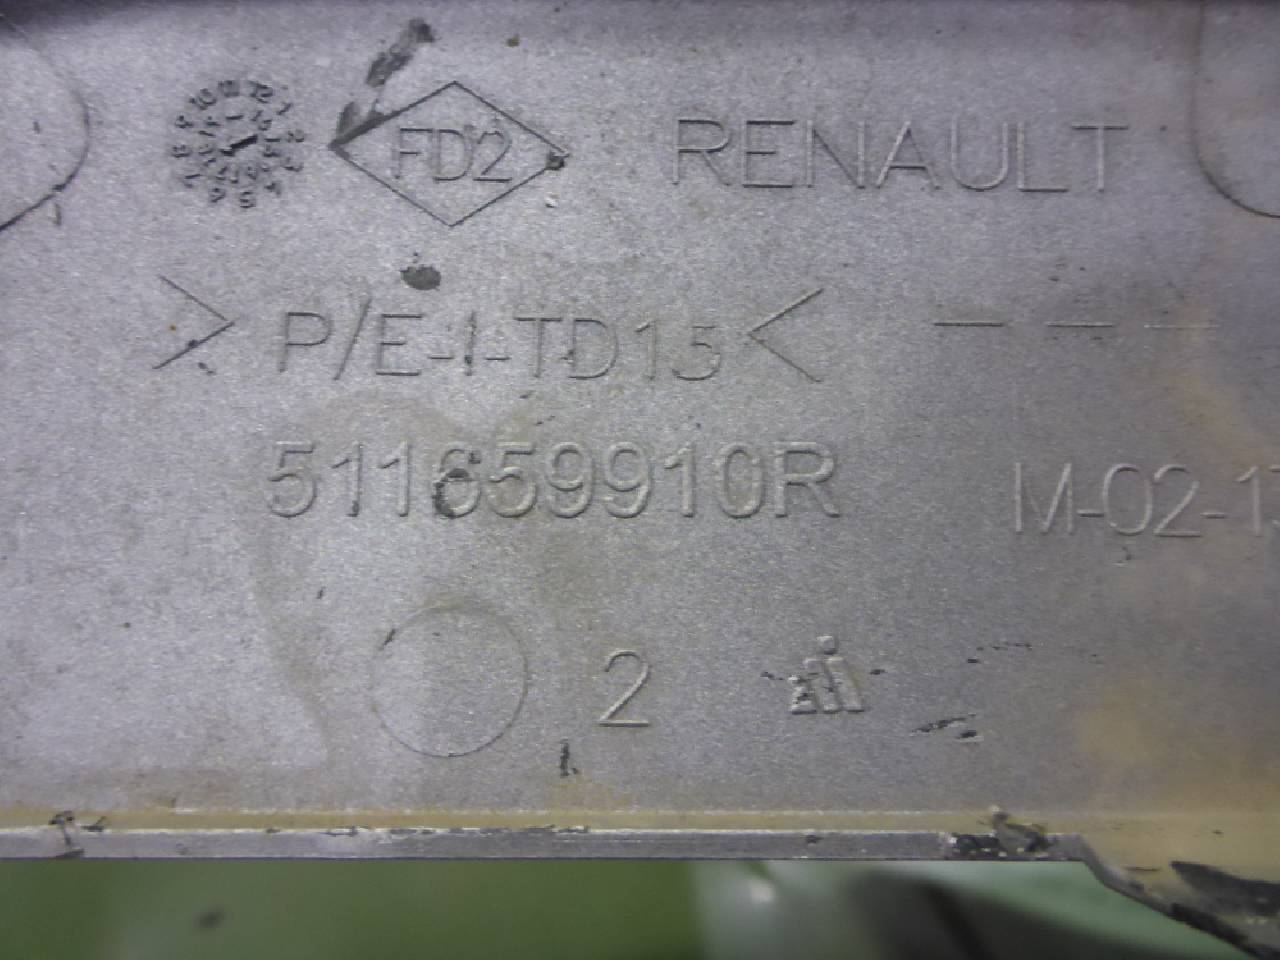 FD2 RENAULT
>P/E-I-TD15< ---
511659910R
M-02-1
2